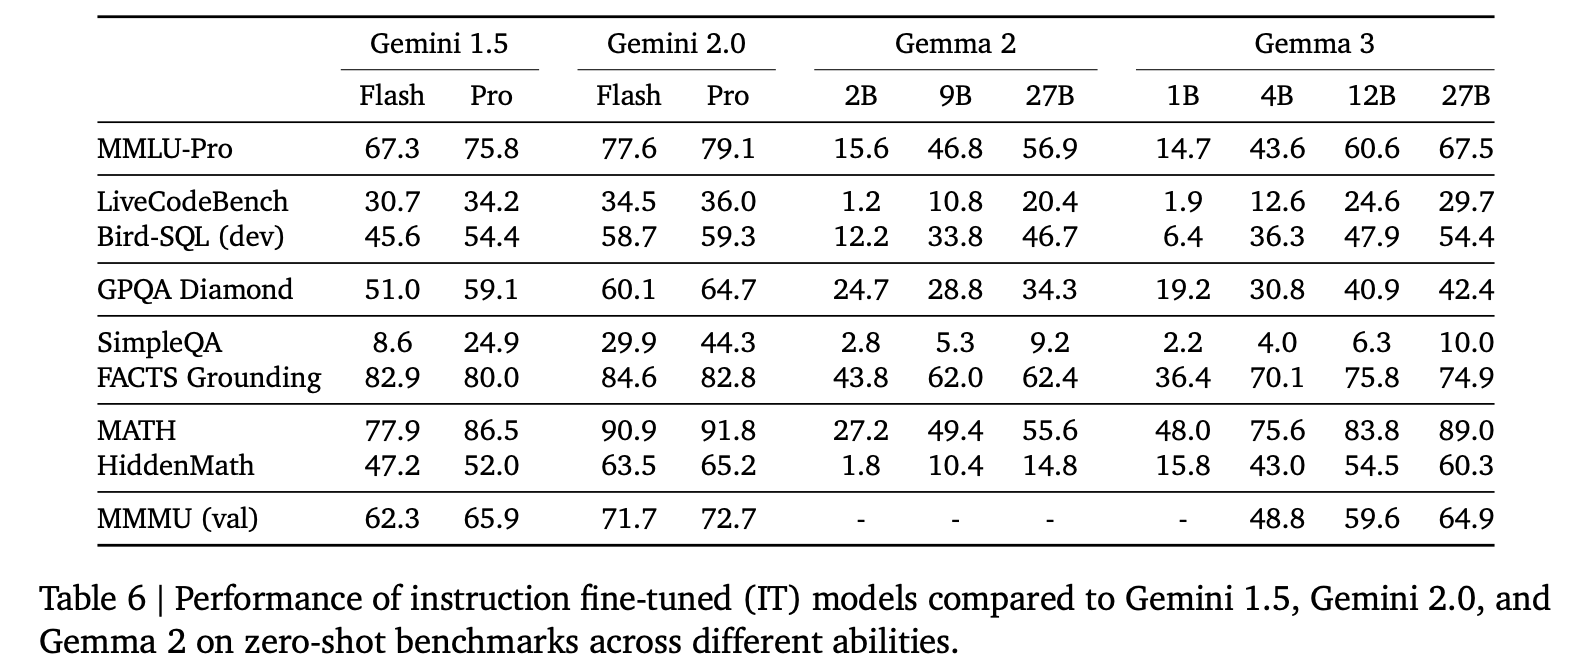 Gemini 1.5 Gemini 2.0 Gemma 2 Gemma 3
Flash Pro Flash Pro 2B 9B 27B 1B 4B 12B 27B
MMLU-Pro 67.3 75.8 77.6 79.1 15.6 46.8 56.9 14.7 43.6 60.6 67.5
LiveCodeBench 30.7 34.2 34.5 36.0 1.2 10.8 20.4 1.9 12.6 24.6 29.7
Bird-SQL (dev) 45.6 54.4 58.7 59.3 12.2 33.8 46.7 6.4 36.3 47.9 54.4
GPQA Diamond 51.0 59.1 60.1 64.7 24.7 28.8 34.3 19.2 30.8 40.9 42.4
SimpleQA 8.6 24.9 29.9 44.3 2.8 5.3 9.2 2.2 4.0 6.3 10.0
FACTS Grounding 82.9 80.0 84.6 82.8 43.8 62.0 62.4 36.4 70.1 75.8 74.9
MATH 77.9 86.5 90.9 91.8 27.2 49.4 55.6 48.0 75.6 83.8 89.0
HiddenMath 47.2 52.0 63.5 65.2 1.8 10.4 14.8 15.8 43.0 54.5 60.3
MMMU (val) 62.3 65.9 71.7 72.7 - - - - 48.8 59.6 64.9
Table 6 | Performance of instruction fine-tuned (IT) models compared to Gemini 1.5, Gemini 2.0, and
Gemma 2 on zero-shot benchmarks across different abilities.